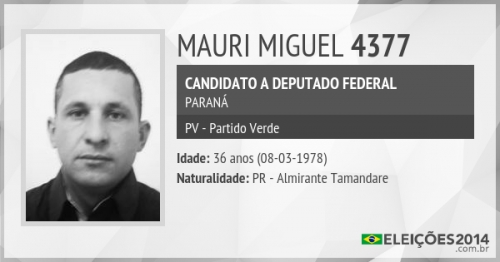 MAURI MIGUEL 4377
CANDIDATO A DEPUTADO FEDERAL
PARANÁ
PV - Partido Verde
Idade: 36 anos (08-03-1978)
Naturalidade: PR - Almirante Tamandare
ELEIÇÕES2014
.com.br